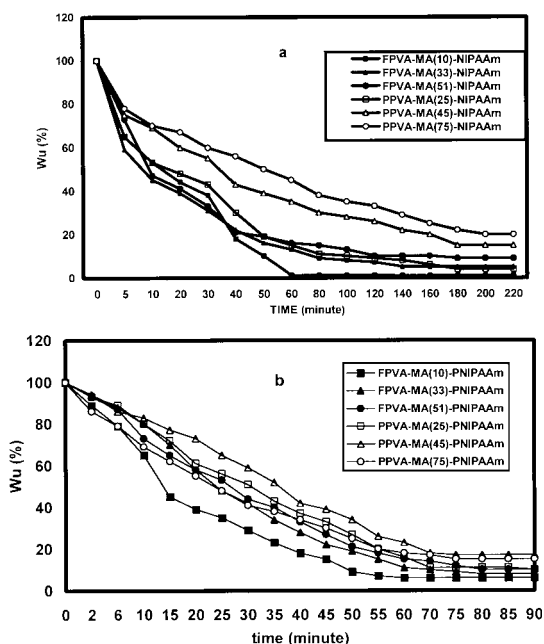 120
100
80
60
40
20
0
Wu (%)
a
FPVA-MA(10)-NIPAAm
FPVA-MA(33)-NIPAAm
FPVA-MA(51)-NIPAAm
PPVA-MA(25)-NIPAAm
PPVA-MA(45)-NIPAAm
PPVA-MA(75)-NIPAAm
0 5 10 20 30 40 50 60 80 100 120 140 160 180 200 220
TIME (minute)
120
100
80
60
40
20
0
Wu (%)
b
FPVA-MA(10)-PNIPAAm
FPVA-MA(33)-PNIPAAm
FPVA-MA(51)-PNIPAAm
PPVA-MA(25)-PNIPAAm
PPVA-MA(45)-PNIPAAm
PPVA-MA(75)-PNIPAAm
0 2 6 10 15 20 25 30 35 40 45 50 55 60 70 75 80 85 90
time (minute)